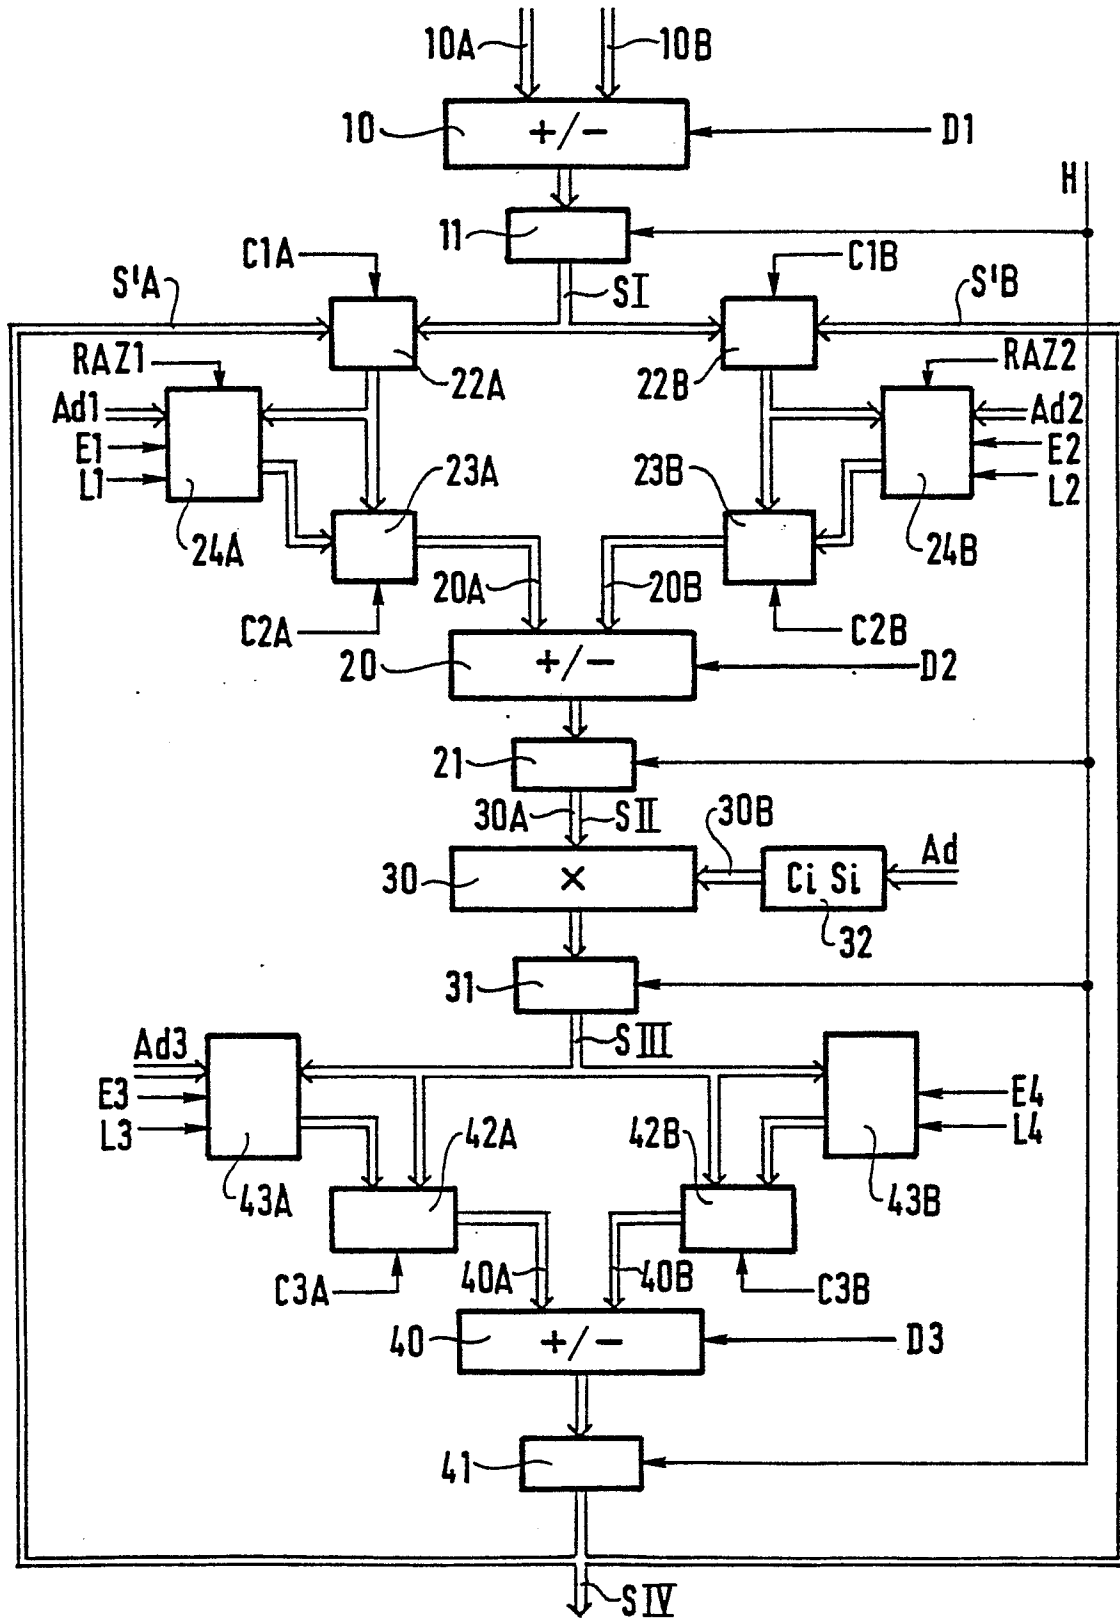 10A 10B
10 +/− D1
H
11
C1A C1B
S'A SI S'B
RAZ1 22A 22B RAZ2
Ad1 Ad2
E1 E2
L1 23A 23B L2
24A 24B
20A 20B
C2A C2B
20 +/− D2
21
30A SII 30B
30 × Ci Si Ad
32
31
SIII
Ad3
E3 E4
L3 42A 42B L4
43A 43B
C3A 40A 40B C3B
40 +/− D3
41
SIV